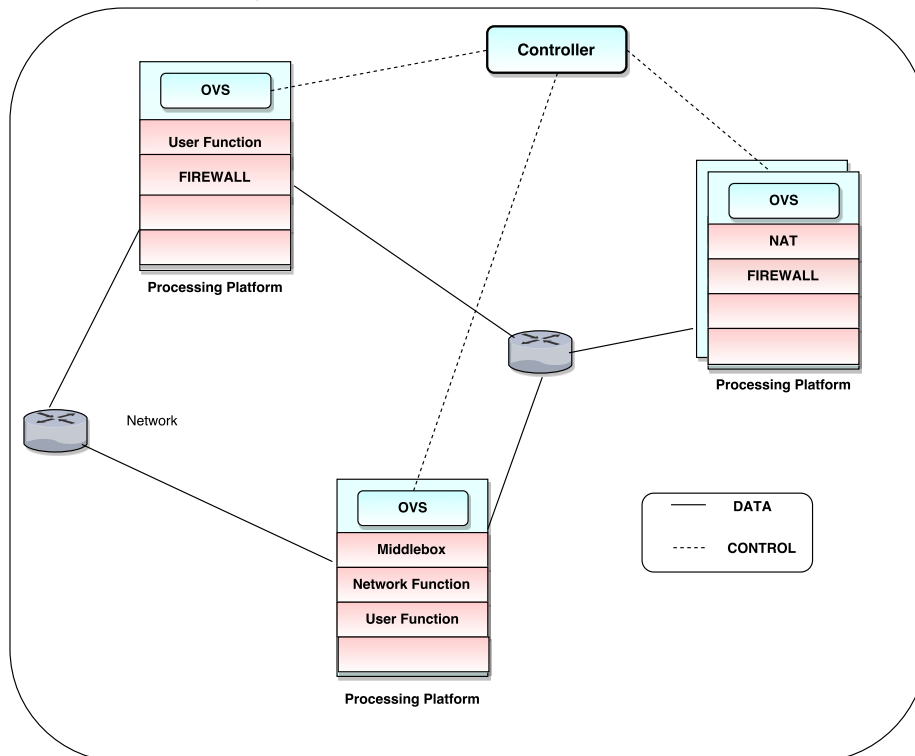 Controller
OVS
User Function
FIREWALL
Processing Platform
OVS
NAT
FIREWALL
Processing Platform
Network
OVS
Middlebox
Network Function
User Function
Processing Platform
DATA
CONTROL